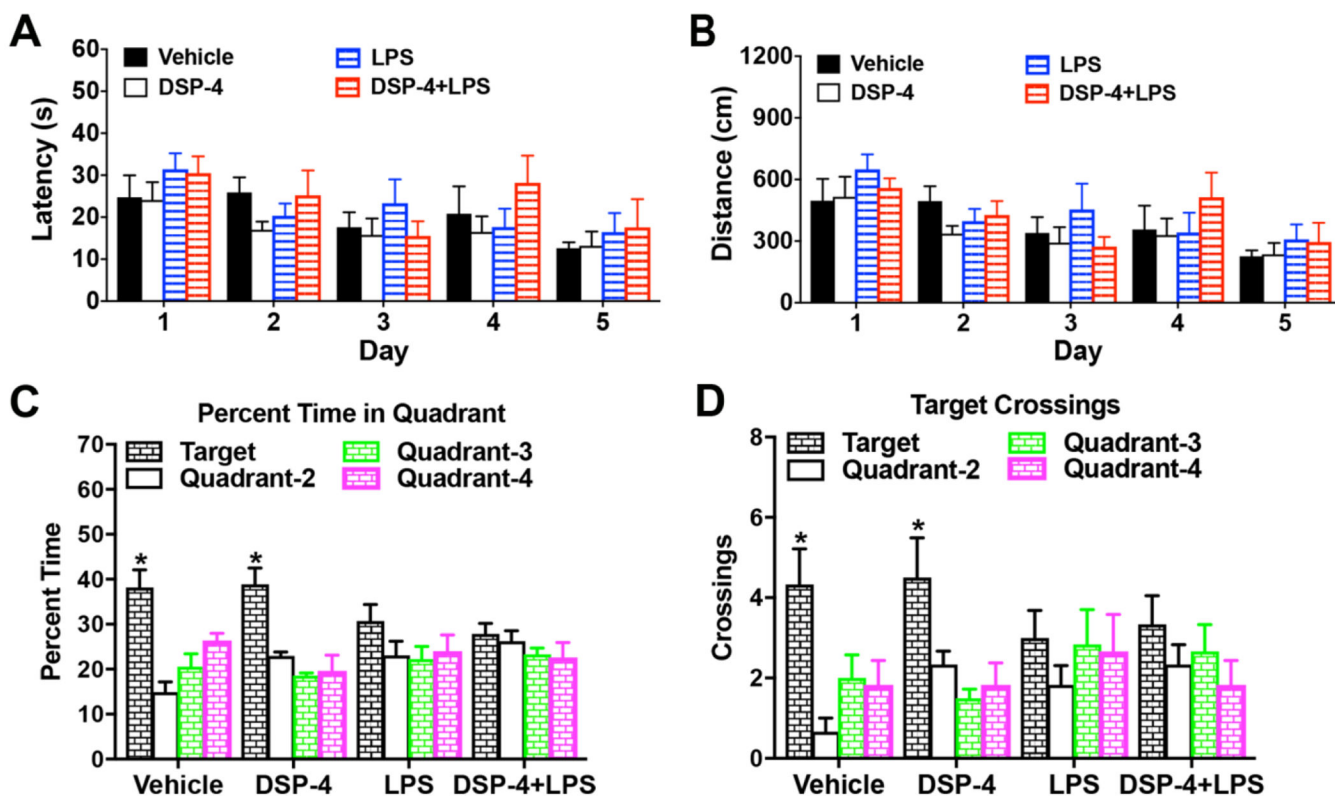 A
Latency (s)
60
50
40
30
20
10
0
Vehicle
DSP-4
LPS
DSP-4+LPS
1 2 3 4 5
Day
B
Distance (cm)
1200
900
600
300
0
Vehicle
DSP-4
LPS
DSP-4+LPS
1 2 3 4 5
Day
C
Percent Time in Quadrant
Percent Time
70
60
50
40
30
20
10
0
Target
Quadrant-2
Quadrant-3
Quadrant-4
* *
Vehicle DSP-4 LPS DSP-4+LPS
D
Target Crossings
Crossings
8
6
4
2
0
Target
Quadrant-2
Quadrant-3
Quadrant-4
* *
Vehicle DSP-4 LPS DSP-4+LPS